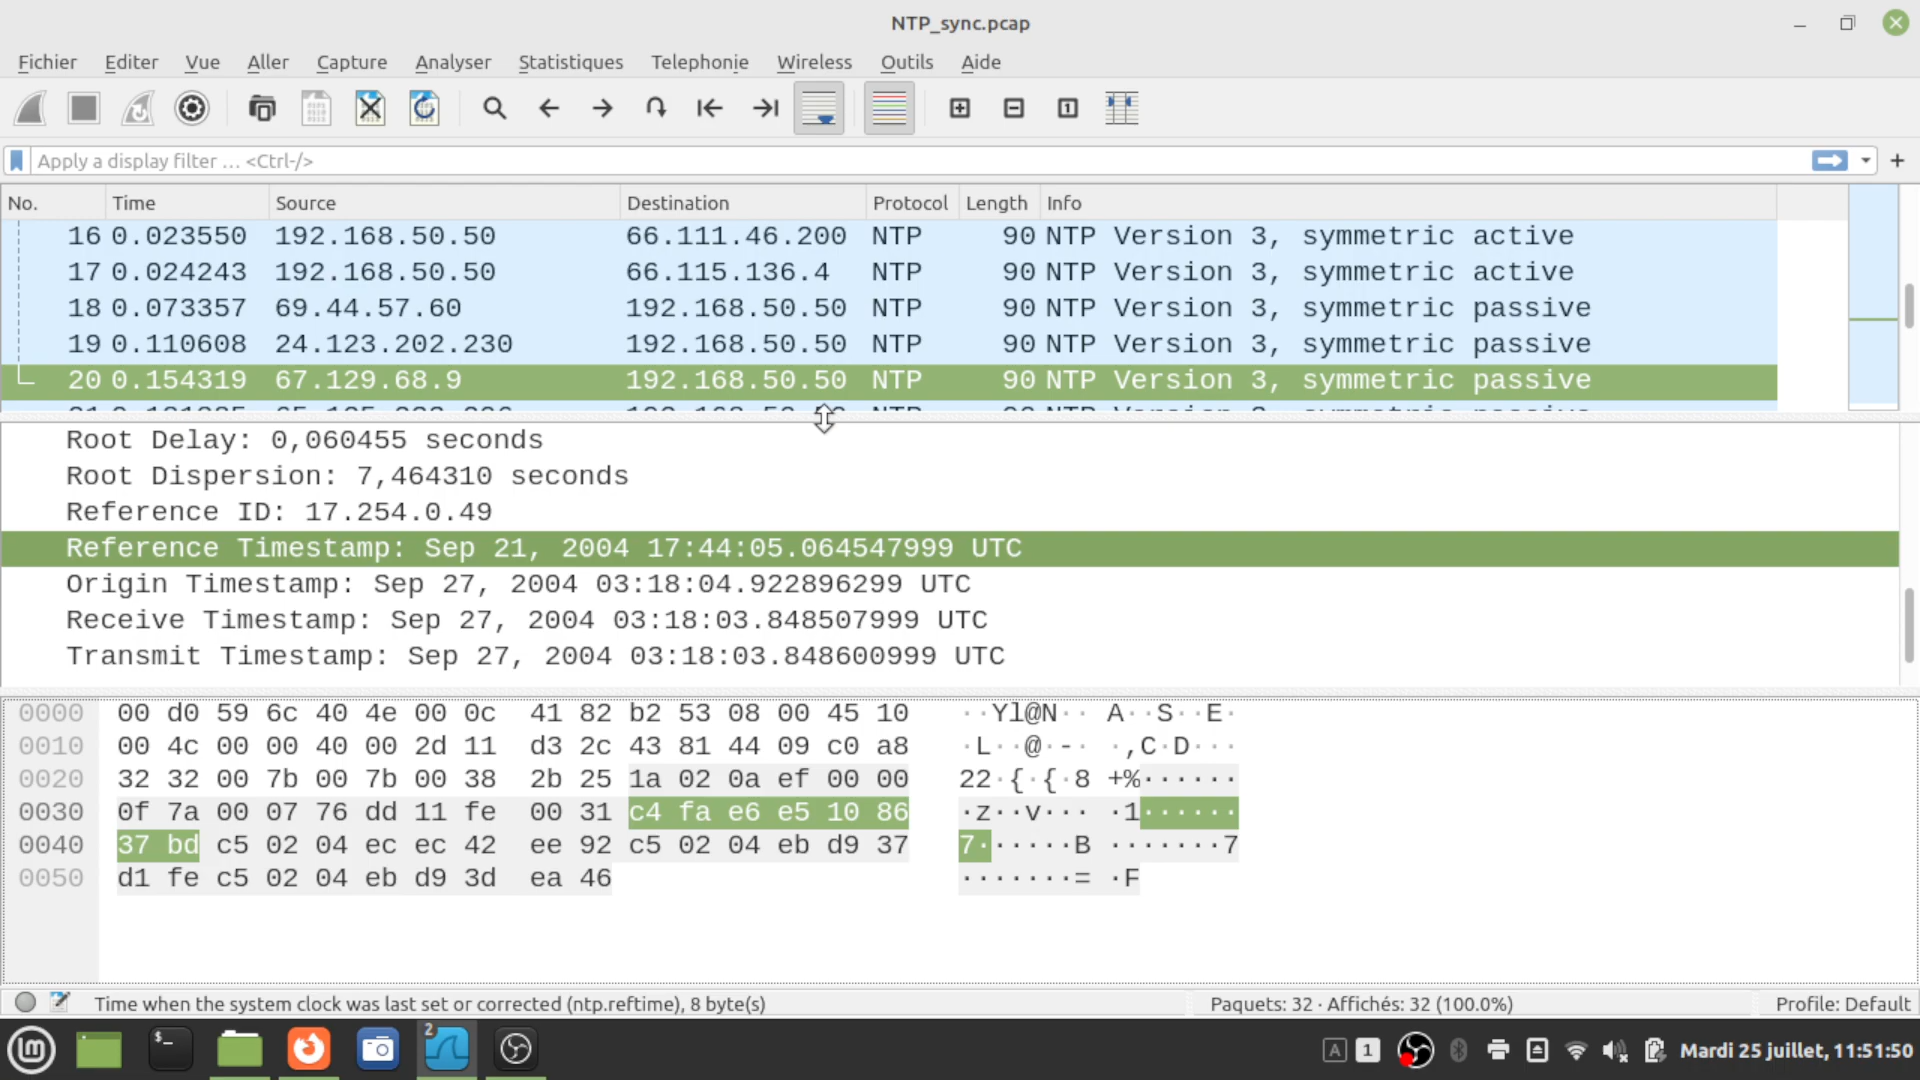 NTP_sync.pcap
Fichier Editer Vue Aller Capture Analyser Statistiques Telephonie Wireless Outils Aide
Apply a display filter … <Ctrl-/>
No. Time Source Destination Protocol Length Info
16 0.023550 192.168.50.50 66.111.46.200 NTP 90 NTP Version 3, symmetric active
17 0.024243 192.168.50.50 66.115.136.4 NTP 90 NTP Version 3, symmetric active
18 0.073357 69.44.57.60 192.168.50.50 NTP 90 NTP Version 3, symmetric passive
19 0.110608 24.123.202.230 192.168.50.50 NTP 90 NTP Version 3, symmetric passive
20 0.154319 67.129.68.9 192.168.50.50 NTP 90 NTP Version 3, symmetric passive
Root Delay: 0,060455 seconds
Root Dispersion: 7,464310 seconds
Reference ID: 17.254.0.49
Reference Timestamp: Sep 21, 2004 17:44:05.064547999 UTC
Origin Timestamp: Sep 27, 2004 03:18:04.922896299 UTC
Receive Timestamp: Sep 27, 2004 03:18:03.848507999 UTC
Transmit Timestamp: Sep 27, 2004 03:18:03.848600999 UTC
0000 00 d0 59 6c 40 4e 00 0c 41 82 b2 53 08 00 45 10 ··Yl@N·· A··S··E·
0010 00 4c 00 00 40 00 2d 11 d3 2c 43 81 44 09 c0 a8 ·L··@·-· ·,C·D···
0020 32 32 00 7b 00 7b 00 38 2b 25 1a 02 0a ef 00 00 22·{·{·8 +%······
0030 0f 7a 00 07 76 dd 11 fe 00 31 c4 fa e6 e5 10 86 ·z··v··· ·1······
0040 37 bd c5 02 04 ec ec 42 ee 92 c5 02 04 eb d9 37 7······B ·······7
0050 d1 fe c5 02 04 eb d9 3d ea 46 ·······= ·F
Time when the system clock was last set or corrected (ntp.reftime), 8 byte(s) Paquets: 32 · Affichés: 32 (100.0%) Profile: Default
2 A 1 Mardi 25 juillet, 11:51:50